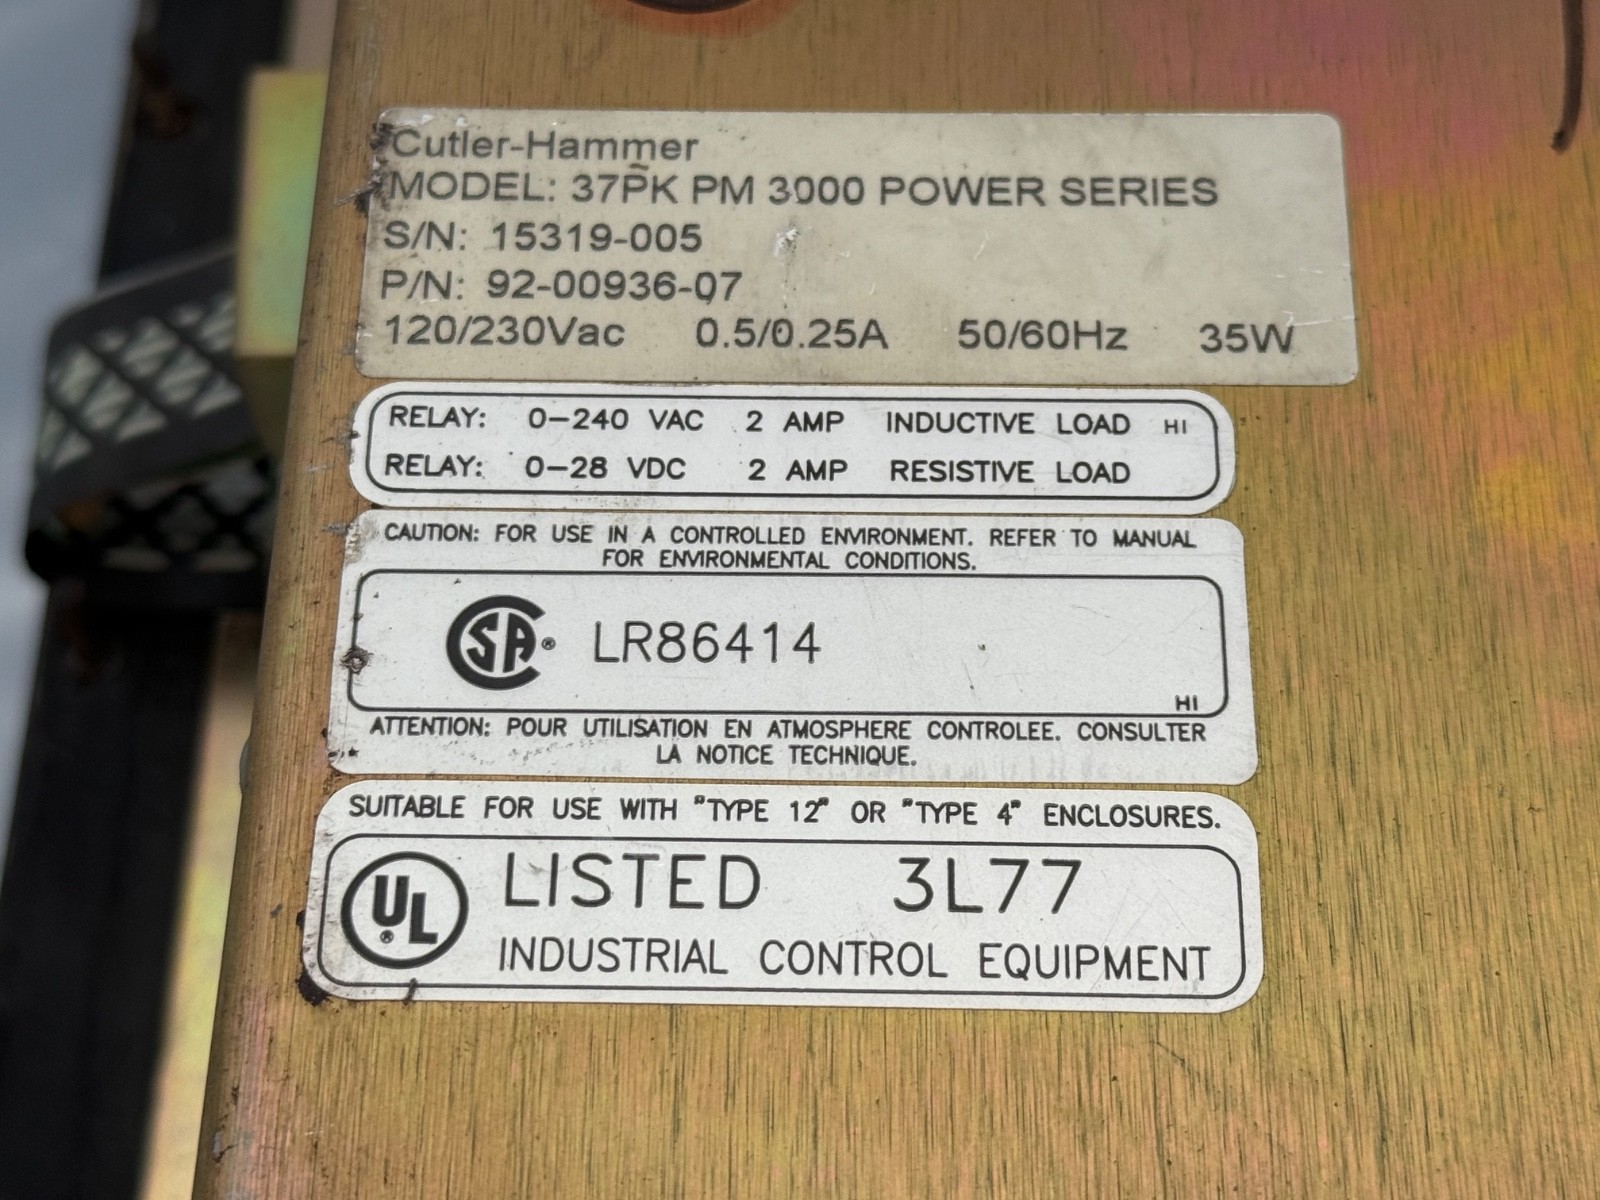 Cutler-Hammer
MODEL: 37PK PM 3000 POWER SERIES
S/N: 15319-005
P/N: 92-00936-07
120/230Vac 0.5/0.25A 50/60Hz 35W
RELAY: 0-240 VAC 2 AMP INDUCTIVE LOAD HI
RELAY: 0-28 VDC 2 AMP RESISTIVE LOAD
CAUTION: FOR USE IN A CONTROLLED ENVIRONMENT. REFER TO MANUAL
FOR ENVIRONMENTAL CONDITIONS.
SA® LR86414
HI
ATTENTION: POUR UTILISATION EN ATMOSPHERE CONTROLEE. CONSULTER
LA NOTICE TECHNIQUE.
SUITABLE FOR USE WITH "TYPE 12" OR "TYPE 4" ENCLOSURES.
UL® LISTED 3L77
INDUSTRIAL CONTROL EQUIPMENT